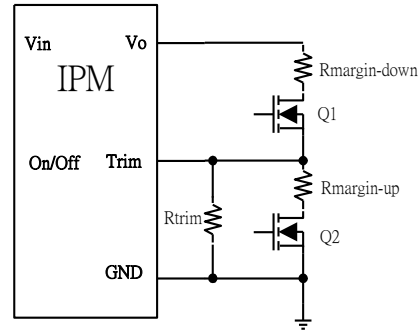 Vin
Vo
Rmargin-down
IPM
Q1
On/Off
Trim
Rmargin-up
Rtrim
Q2
GND